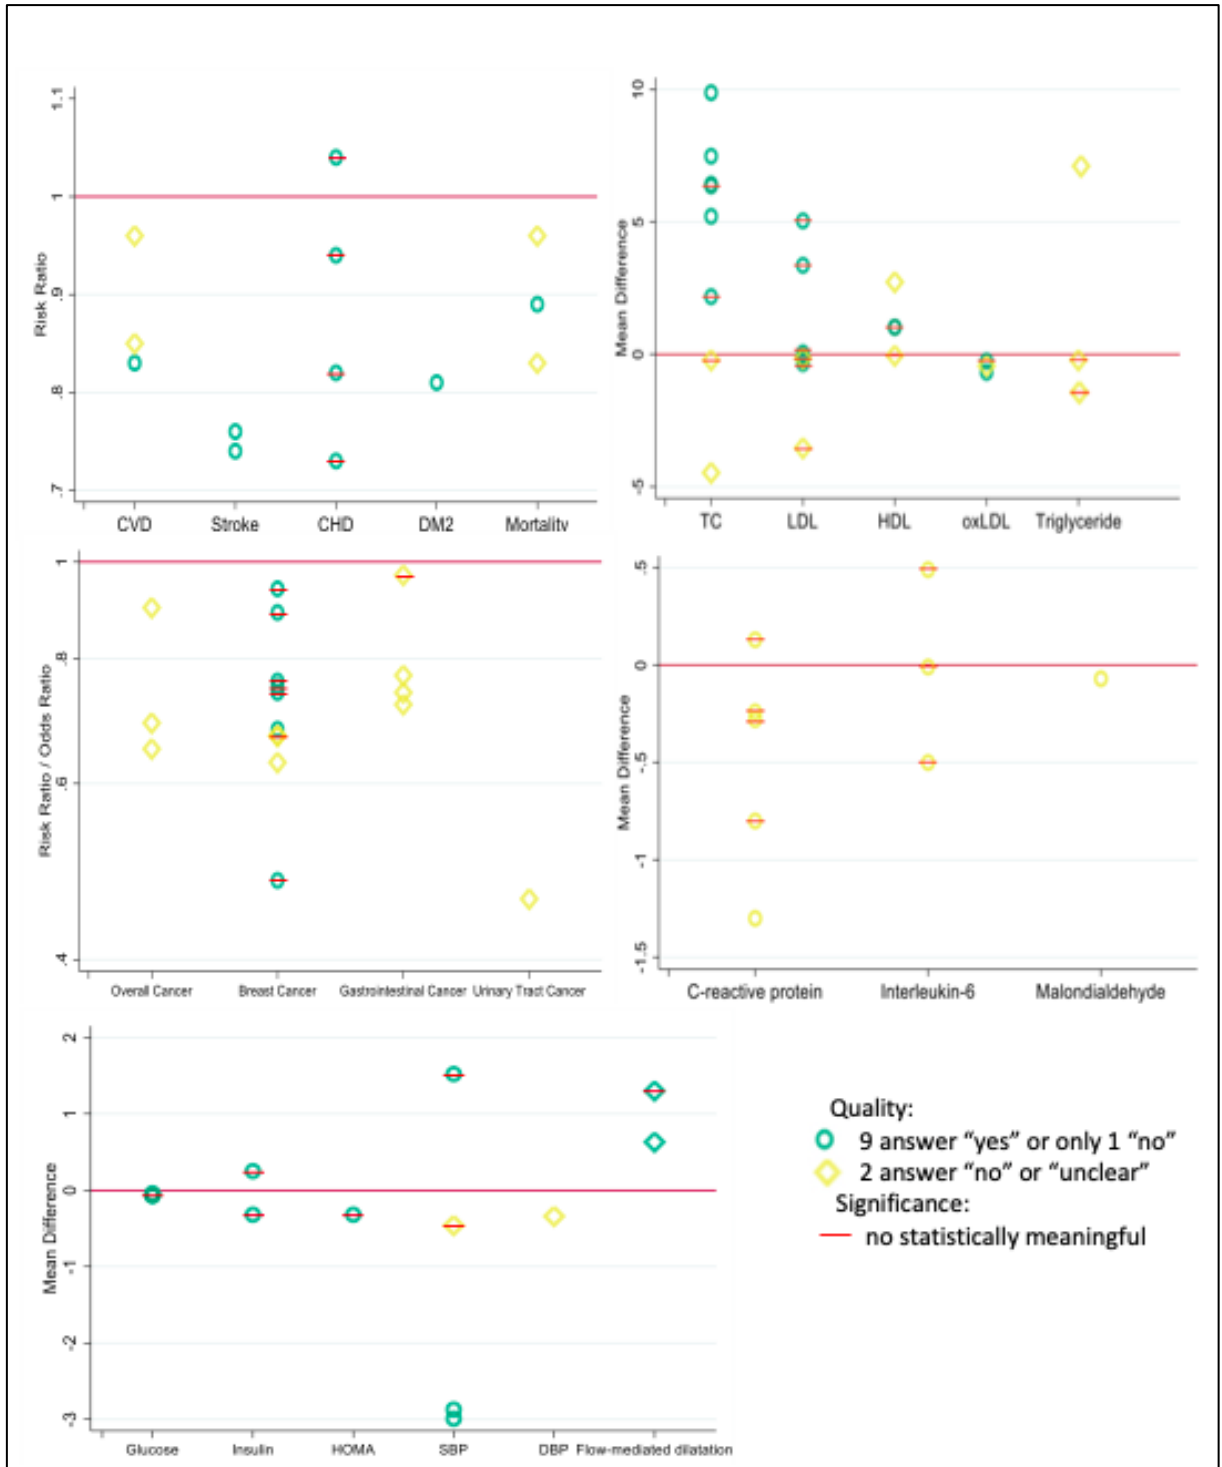 Risk Ratio
1.1
1
.9
.8
.7
CVD Stroke CHD DM2 Mortality
Mean Difference
10
5
0
-5
TC LDL HDL oxLDL Triglyceride
Risk Ratio / Odds Ratio
1
.8
.6
.4
Overall Cancer Breast Cancer Gastrointestinal Cancer Urinary Tract Cancer
Mean Difference
.5
0
-.5
-1
-1.5
C-reactive protein Interleukin-6 Malondialdehyde
Mean Difference
2
1
0
-1
-2
-3
Glucose Insulin HOMA SBP DBP Flow-mediated dilatation
Quality:
9 answer “yes” or only 1 “no”
2 answer “no” or “unclear”
Significance:
no statistically meaningful